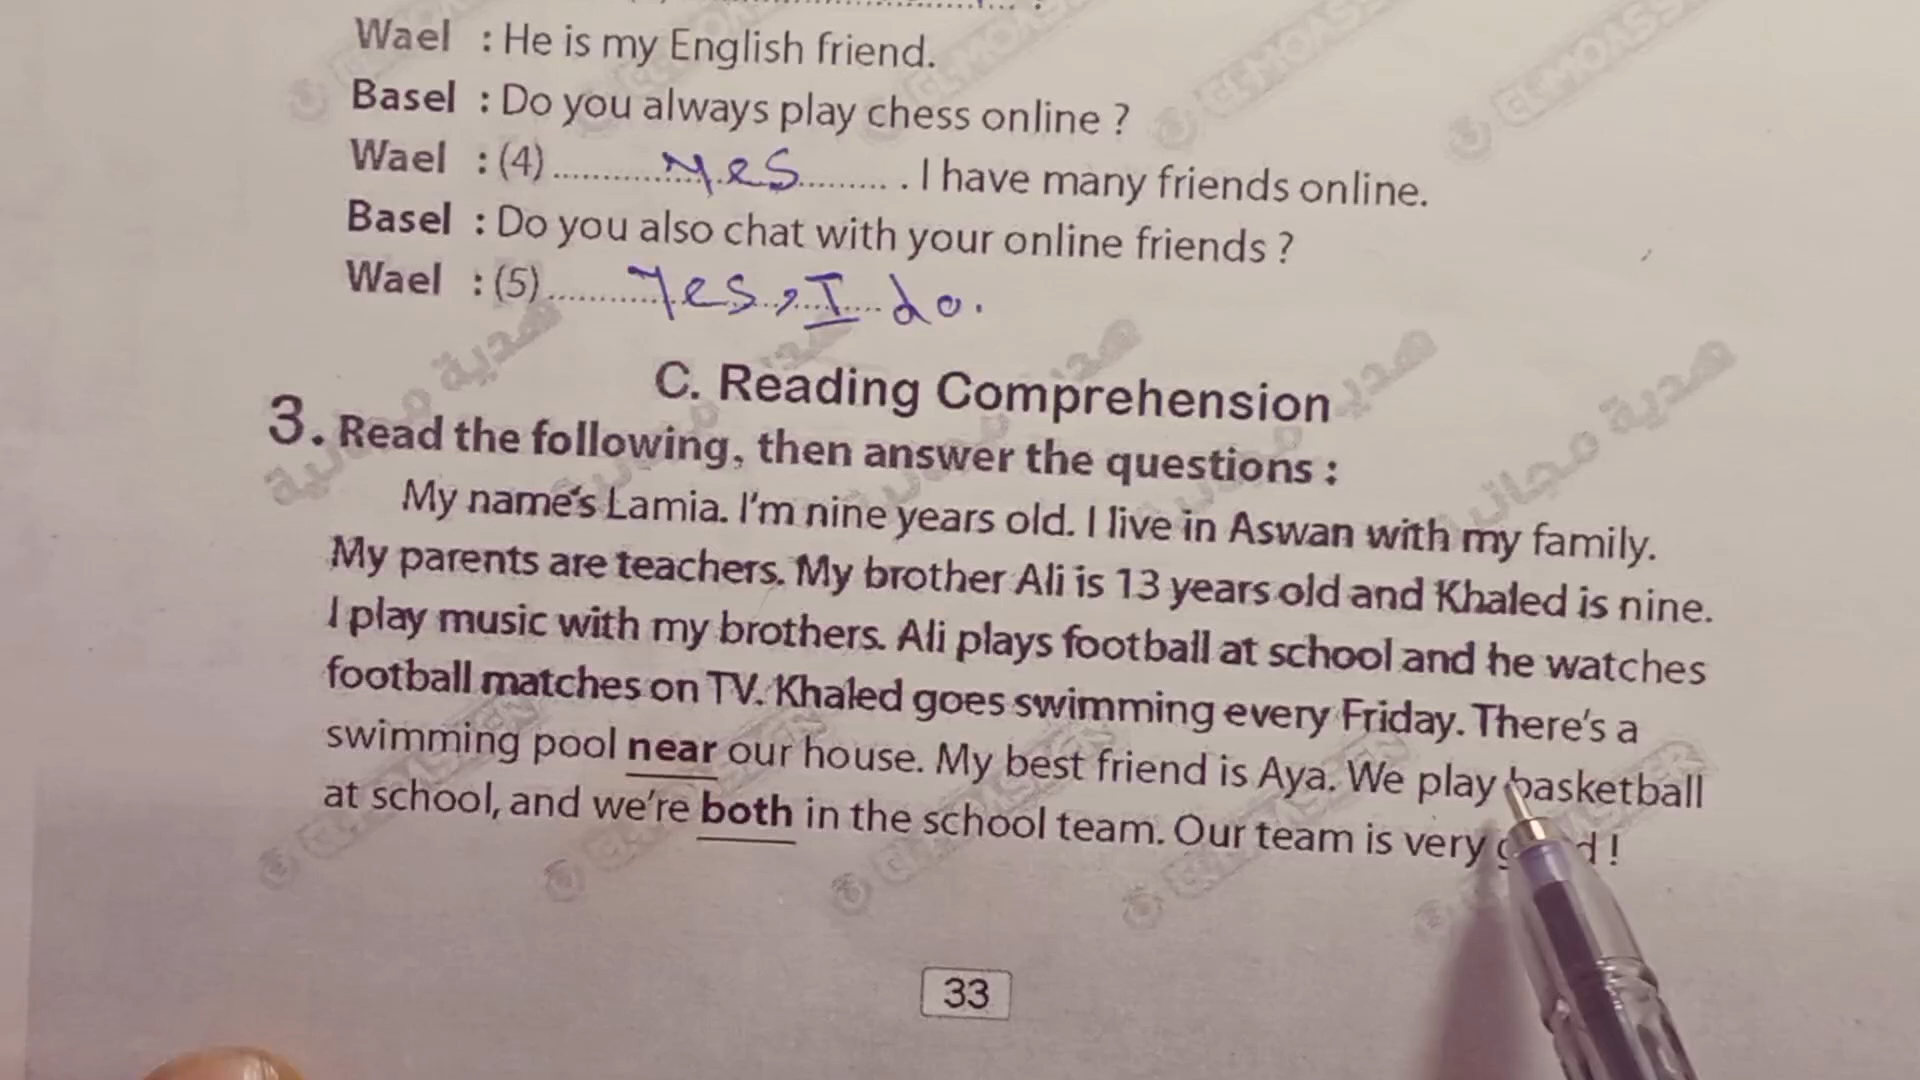 Wael : He is my English friend.
Basel : Do you always play chess online ?
Wael : (4) ............ Yes ......... . I have many friends online.
Basel : Do you also chat with your online friends ?
Wael : (5) ............ Yes, I do.
C. Reading Comprehension
3. Read the following, then answer the questions :
My name's Lamia. I'm nine years old. I live in Aswan with my family.
My parents are teachers. My brother Ali is 13 years old and Khaled is nine.
I play music with my brothers. Ali plays football at school and he watches
football matches on TV. Khaled goes swimming every Friday. There's a
swimming pool near our house. My best friend is Aya. We play basketball
at school, and we're both in the school team. Our team is very !
33